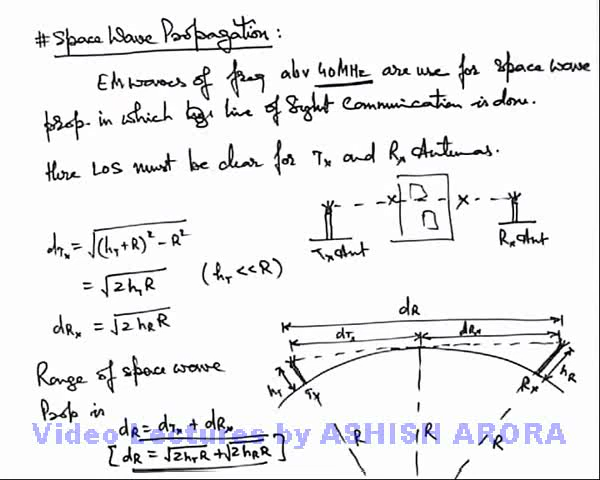 # Space Wave Propagation:
EM waves of freq abv 40MHz are use for space wave
prop. in which line of Sight Communication is done.
Here LOS must be clear for Tx and Rx Antennas.
dTx = √(hT+R)² - R²
= √2hTR (hT << R)
dRx = √2hRR
Range of space wave
Prop is
dR = dTx + dRx
[dR = √2hTR + √2hRR]
Tx Ant
Rx Ant
dR
dTx
dRx
hT
Tx
Rx
hR
R
R
R
Video Lectures by ASHISH ARORA